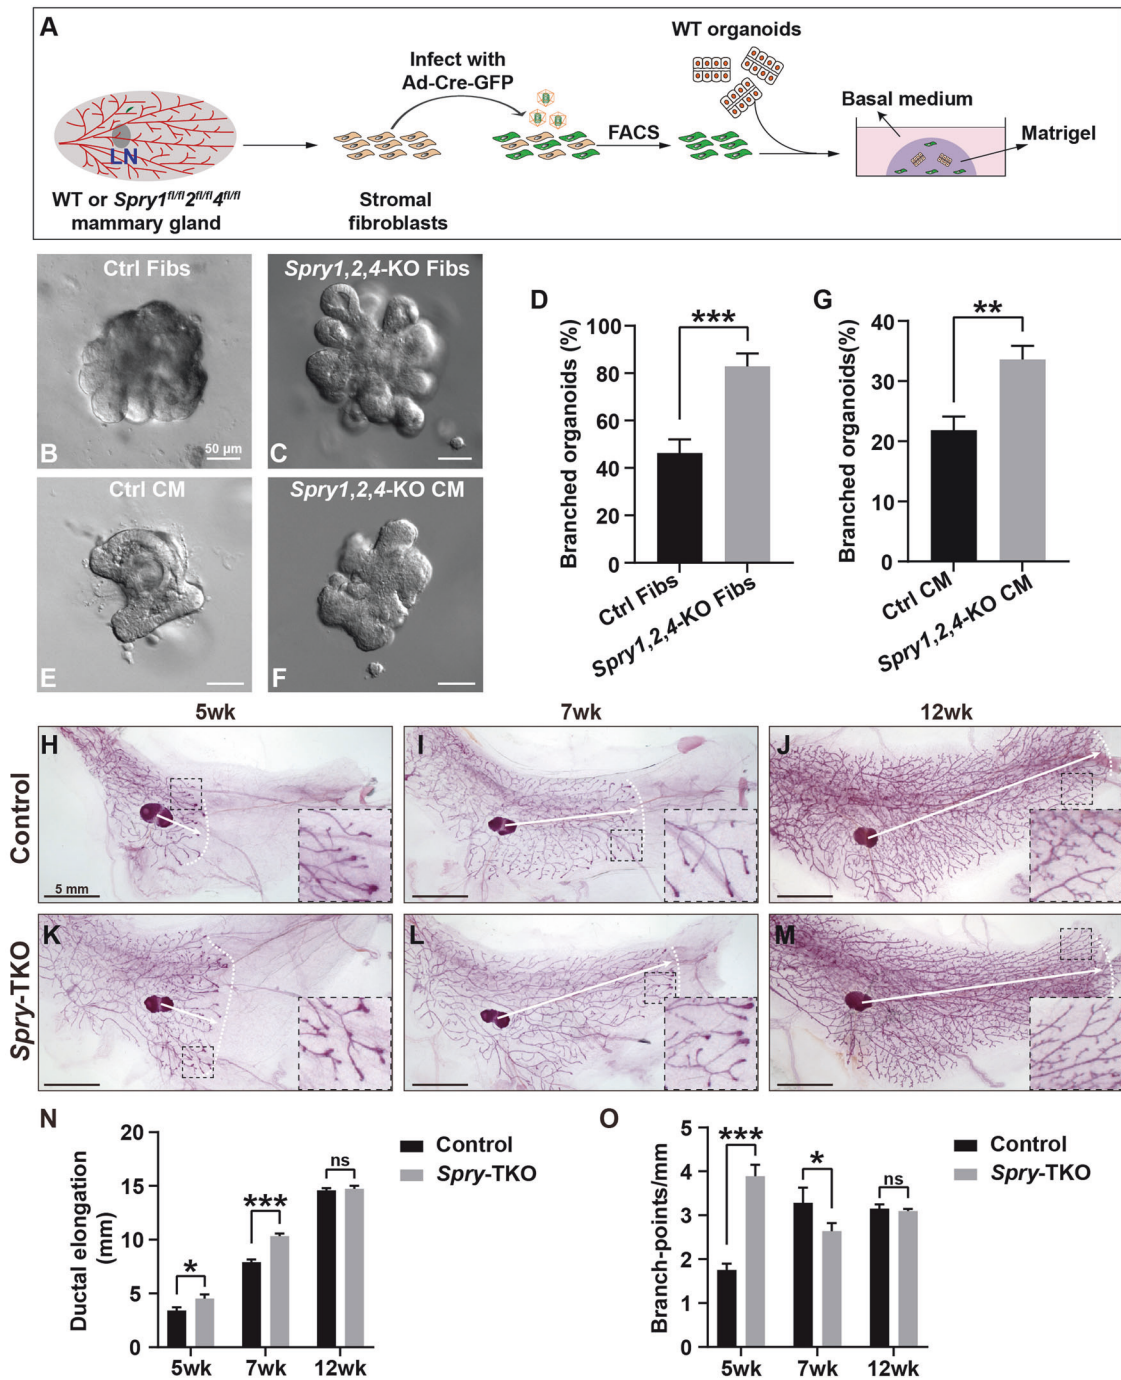 A
Infect with
Ad-Cre-GFP
WT organoids
Basal medium
FACS
Matrigel
LN
WT or Spry1fl/fl2fl/fl4fl/fl
mammary gland
Stromal
fibroblasts
Ctrl Fibs
B
50 µm
Spry1,2,4-KO Fibs
C
Ctrl CM
E
Spry1,2,4-KO CM
F
D
Branched organoids (%)
100
80
60
40
20
0
***
Ctrl Fibs
Spry1,2,4-KO Fibs
G
Branched organoids(%)
40
30
20
10
0
**
Ctrl CM
Spry1,2,4-KO CM
5wk
7wk
12wk
Control
H
5 mm
I
J
Spry-TKO
K
L
M
N
Ductal elongation
(mm)
20
15
10
5
0
*
***
ns
5wk
7wk
12wk
Control
Spry-TKO
O
Branch-points/mm
5
4
3
2
1
0
***
*
ns
5wk
7wk
12wk
Control
Spry-TKO